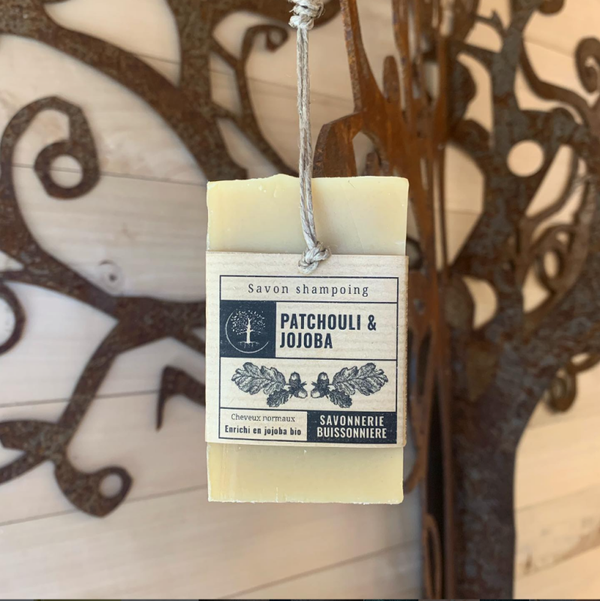 Savon shampoing
PATCHOULI &
JOJOBA
Cheveux normaux
Enrichi en jojoba bio
SAVONNERIE
BUISSONNIERE